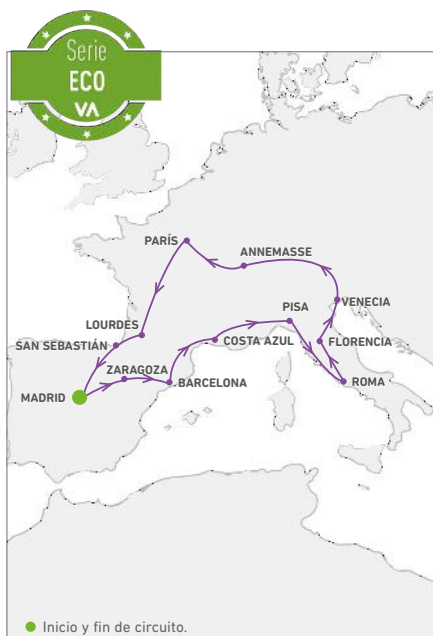 Serie
ECO
VA
PARÍS
ANNEMASSE
PISA
VENECIA
LOURDES
SAN SEBASTIÁN
COSTA AZUL
FLORENCIA
ZARAGOZA
BARCELONA
ROMA
MADRID
Inicio y fin de circuito.